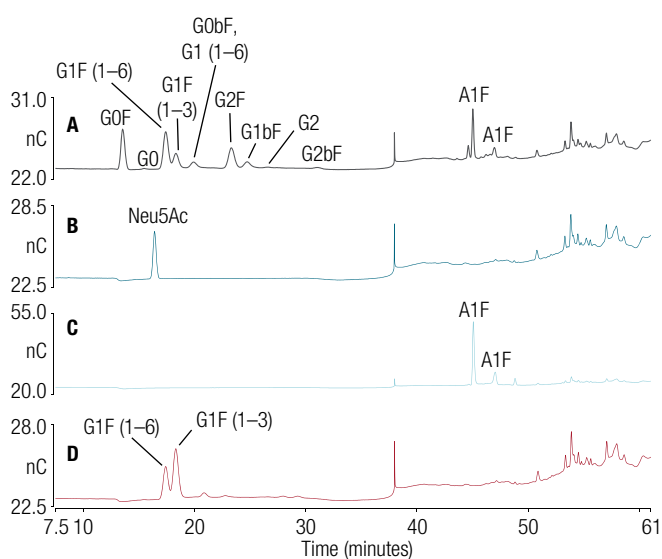 G0bF,
G1 (1–6)
G1F (1–6)
G1F
(1–3)
G2F
G0F
G0
G1bF
G2
G2bF
A1F
A1F
31.0
nC
22.0
A
28.5
nC
22.5
B
Neu5Ac
55.0
nC
20.0
C
A1F
A1F
28.0
nC
22.5
D
G1F (1–6)
G1F (1–3)
7.5 10 20 30 40 50 61
Time (minutes)